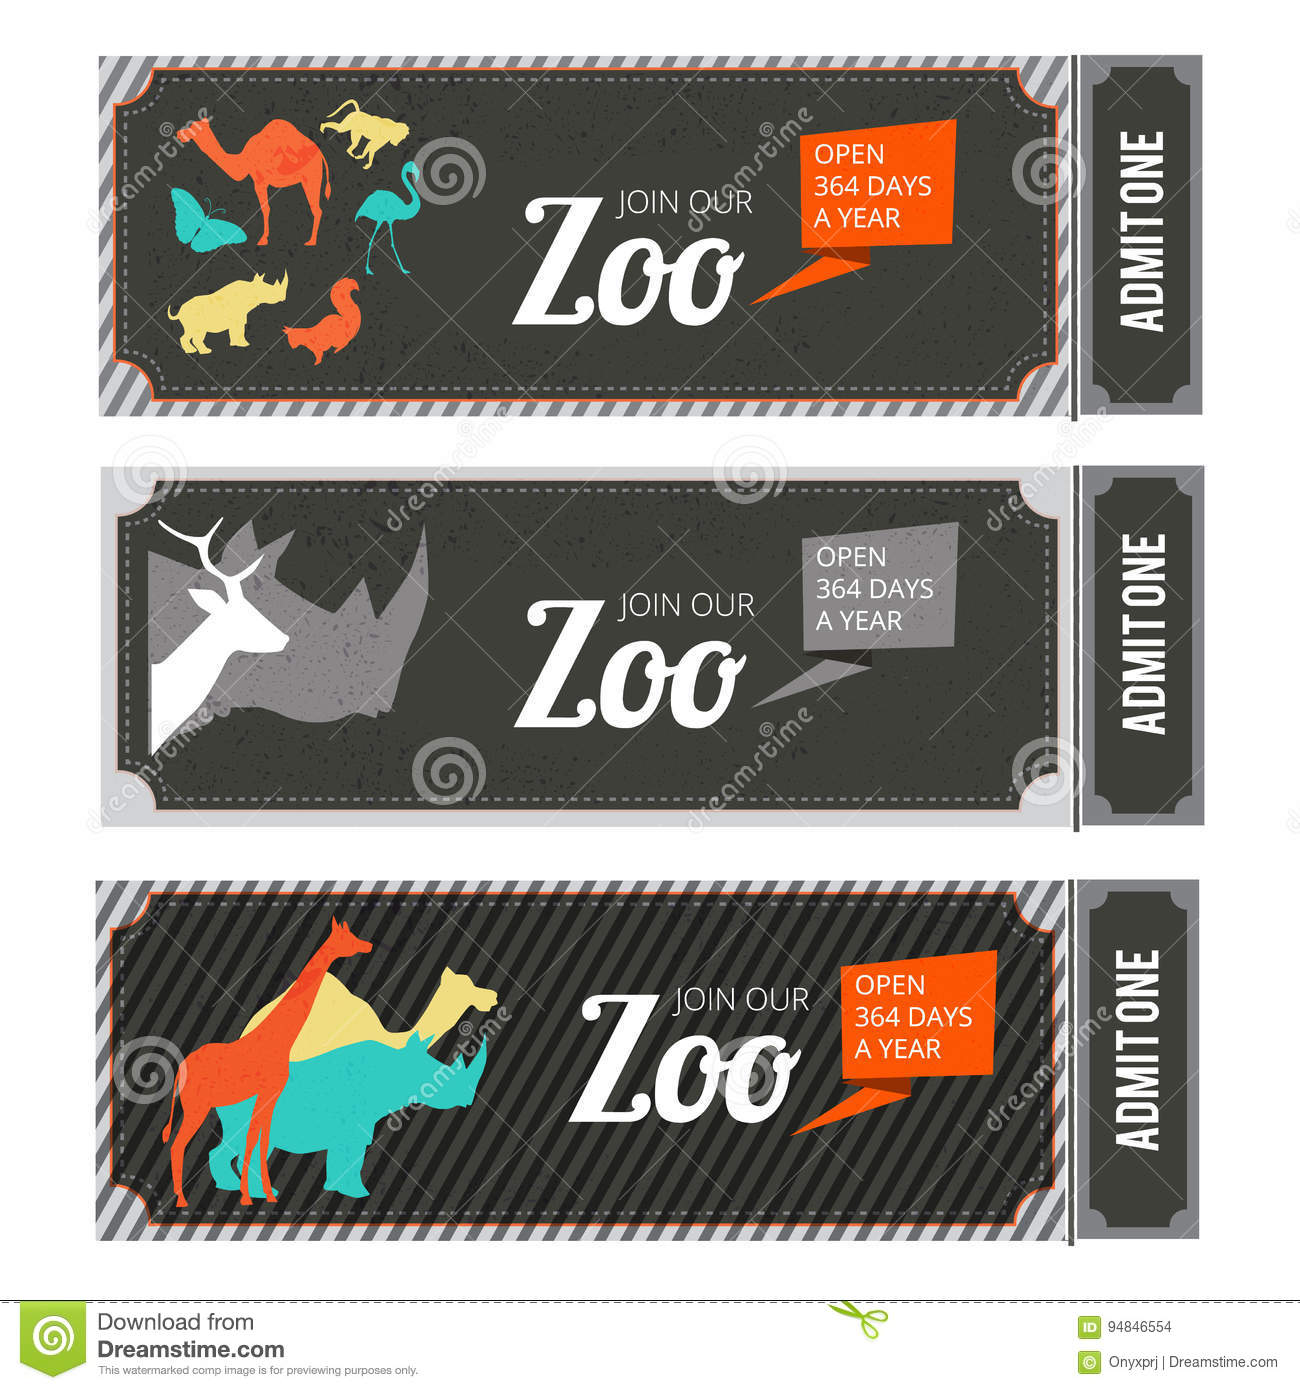 JOIN OUR
Zoo
OPEN
364 DAYS
A YEAR
ADMIT ONE
JOIN OUR
Zoo
OPEN
364 DAYS
A YEAR
ADMIT ONE
JOIN OUR
Zoo
OPEN
364 DAYS
A YEAR
ADMIT ONE
dreamstime.com
Download from
Dreamstime.com
This watermarked comp image is for previewing purposes only.
ID 94846554
© Onyxprj | Dreamstime.com